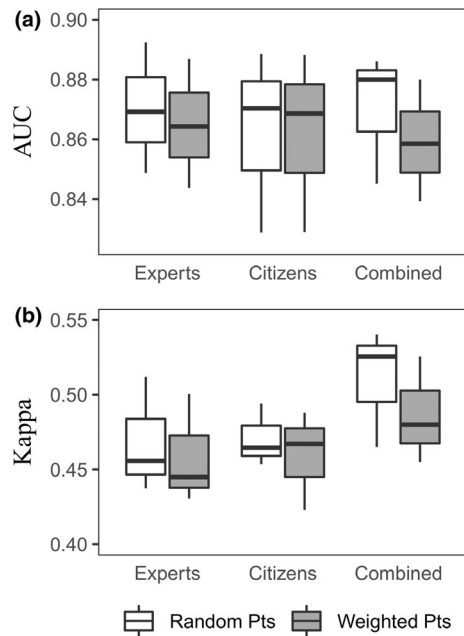 (a)
0.90
0.88
0.86
0.84
AUC
Experts Citizens Combined
(b)
0.55
0.50
0.45
0.40
Kappa
Experts Citizens Combined
Random Pts Weighted Pts